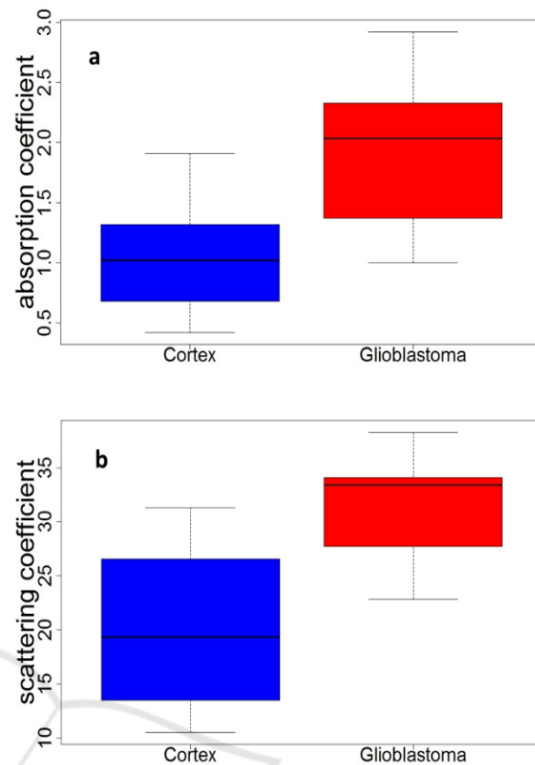 a
absorption coefficient
3.0
2.5
2.0
1.5
1.0
0.5
Cortex Glioblastoma
b
scattering coefficient
35
30
25
20
15
10
Cortex Glioblastoma